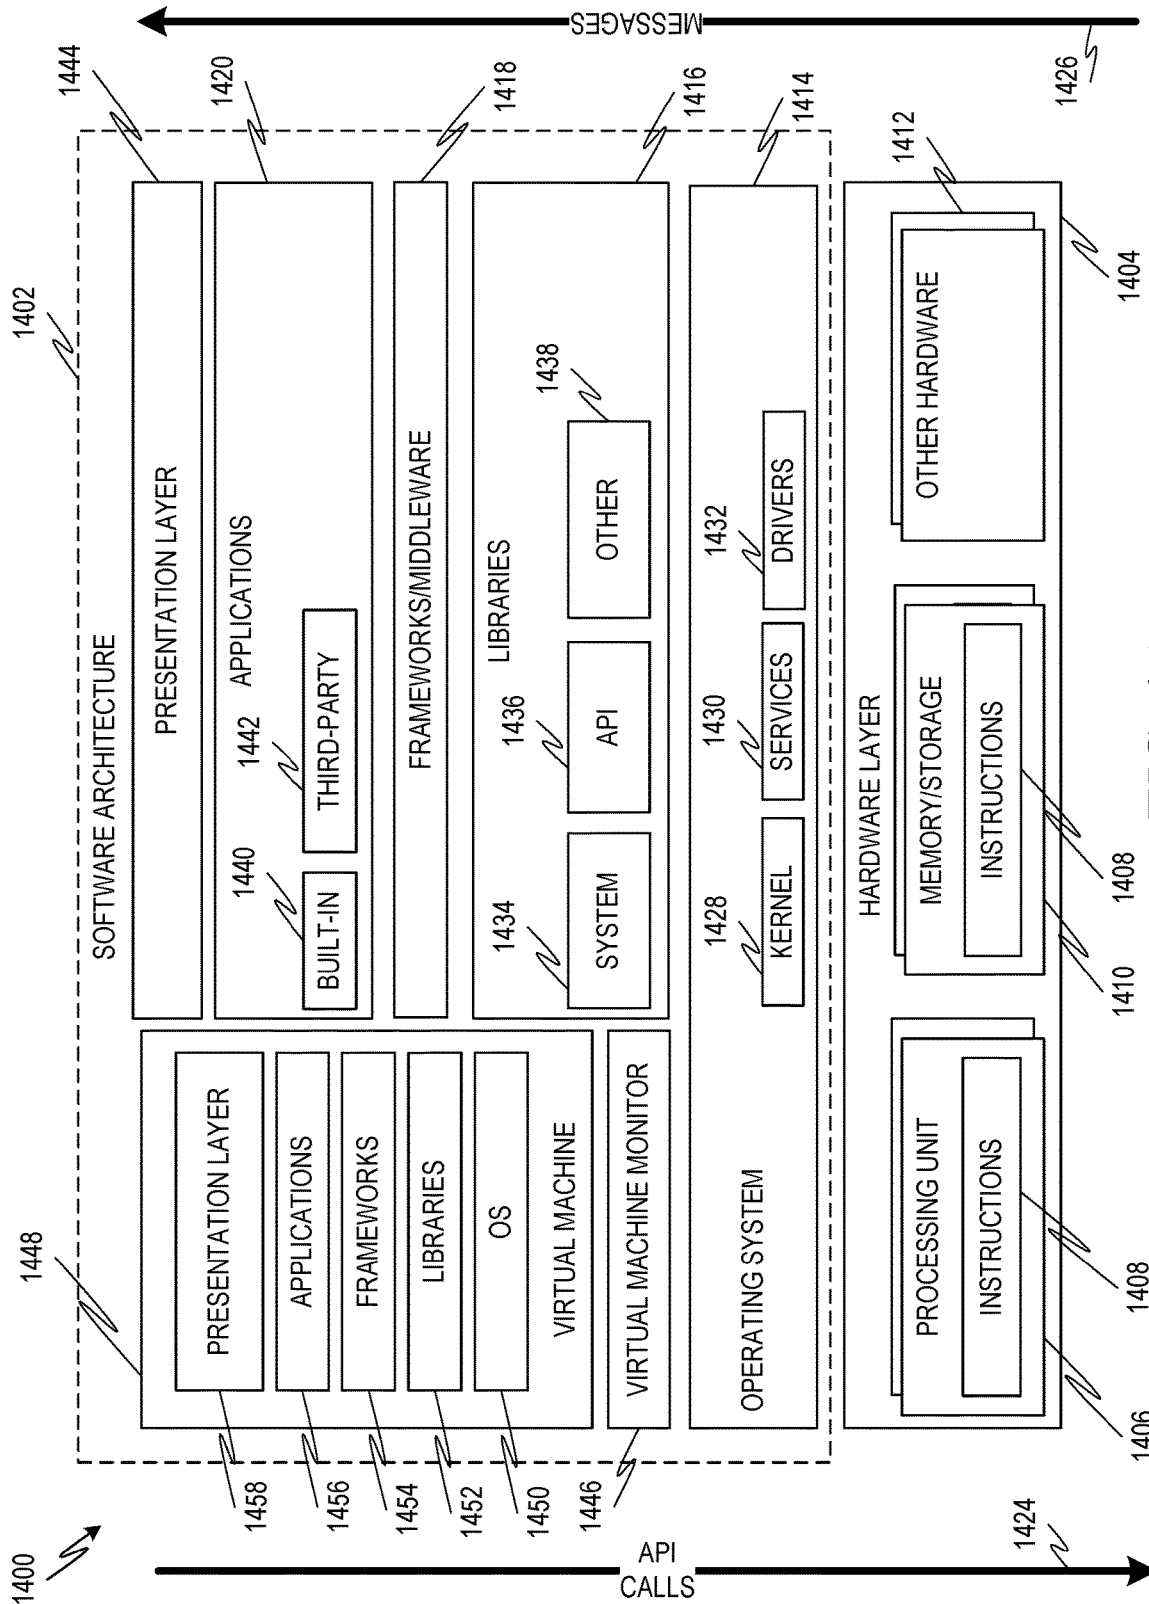 1400
1402
1444
1420
1418
1416
1414
MESSAGES
1426
API
CALLS
1424
SOFTWARE ARCHITECTURE
1448
PRESENTATION LAYER
APPLICATIONS
FRAMEWORKS
LIBRARIES
OS
VIRTUAL MACHINE
1458
1456
1454
1452
1450
VIRTUAL MACHINE MONITOR
1446
PRESENTATION LAYER
APPLICATIONS
1440
BUILT-IN
1442
THIRD-PARTY
FRAMEWORKS/MIDDLEWARE
LIBRARIES
1434
SYSTEM
1436
API
1438
OTHER
OPERATING SYSTEM
1428
KERNEL
1430
SERVICES
1432
DRIVERS
HARDWARE LAYER
PROCESSING UNIT
INSTRUCTIONS
1406
1408
MEMORY/STORAGE
INSTRUCTIONS
1410
1408
OTHER HARDWARE
1412
1404